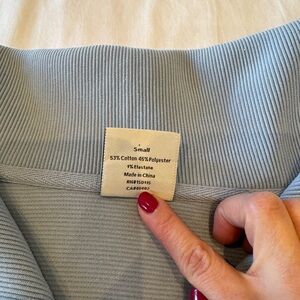 Small
53% Cotton 46% Polyester
1% Elastane
Made in China